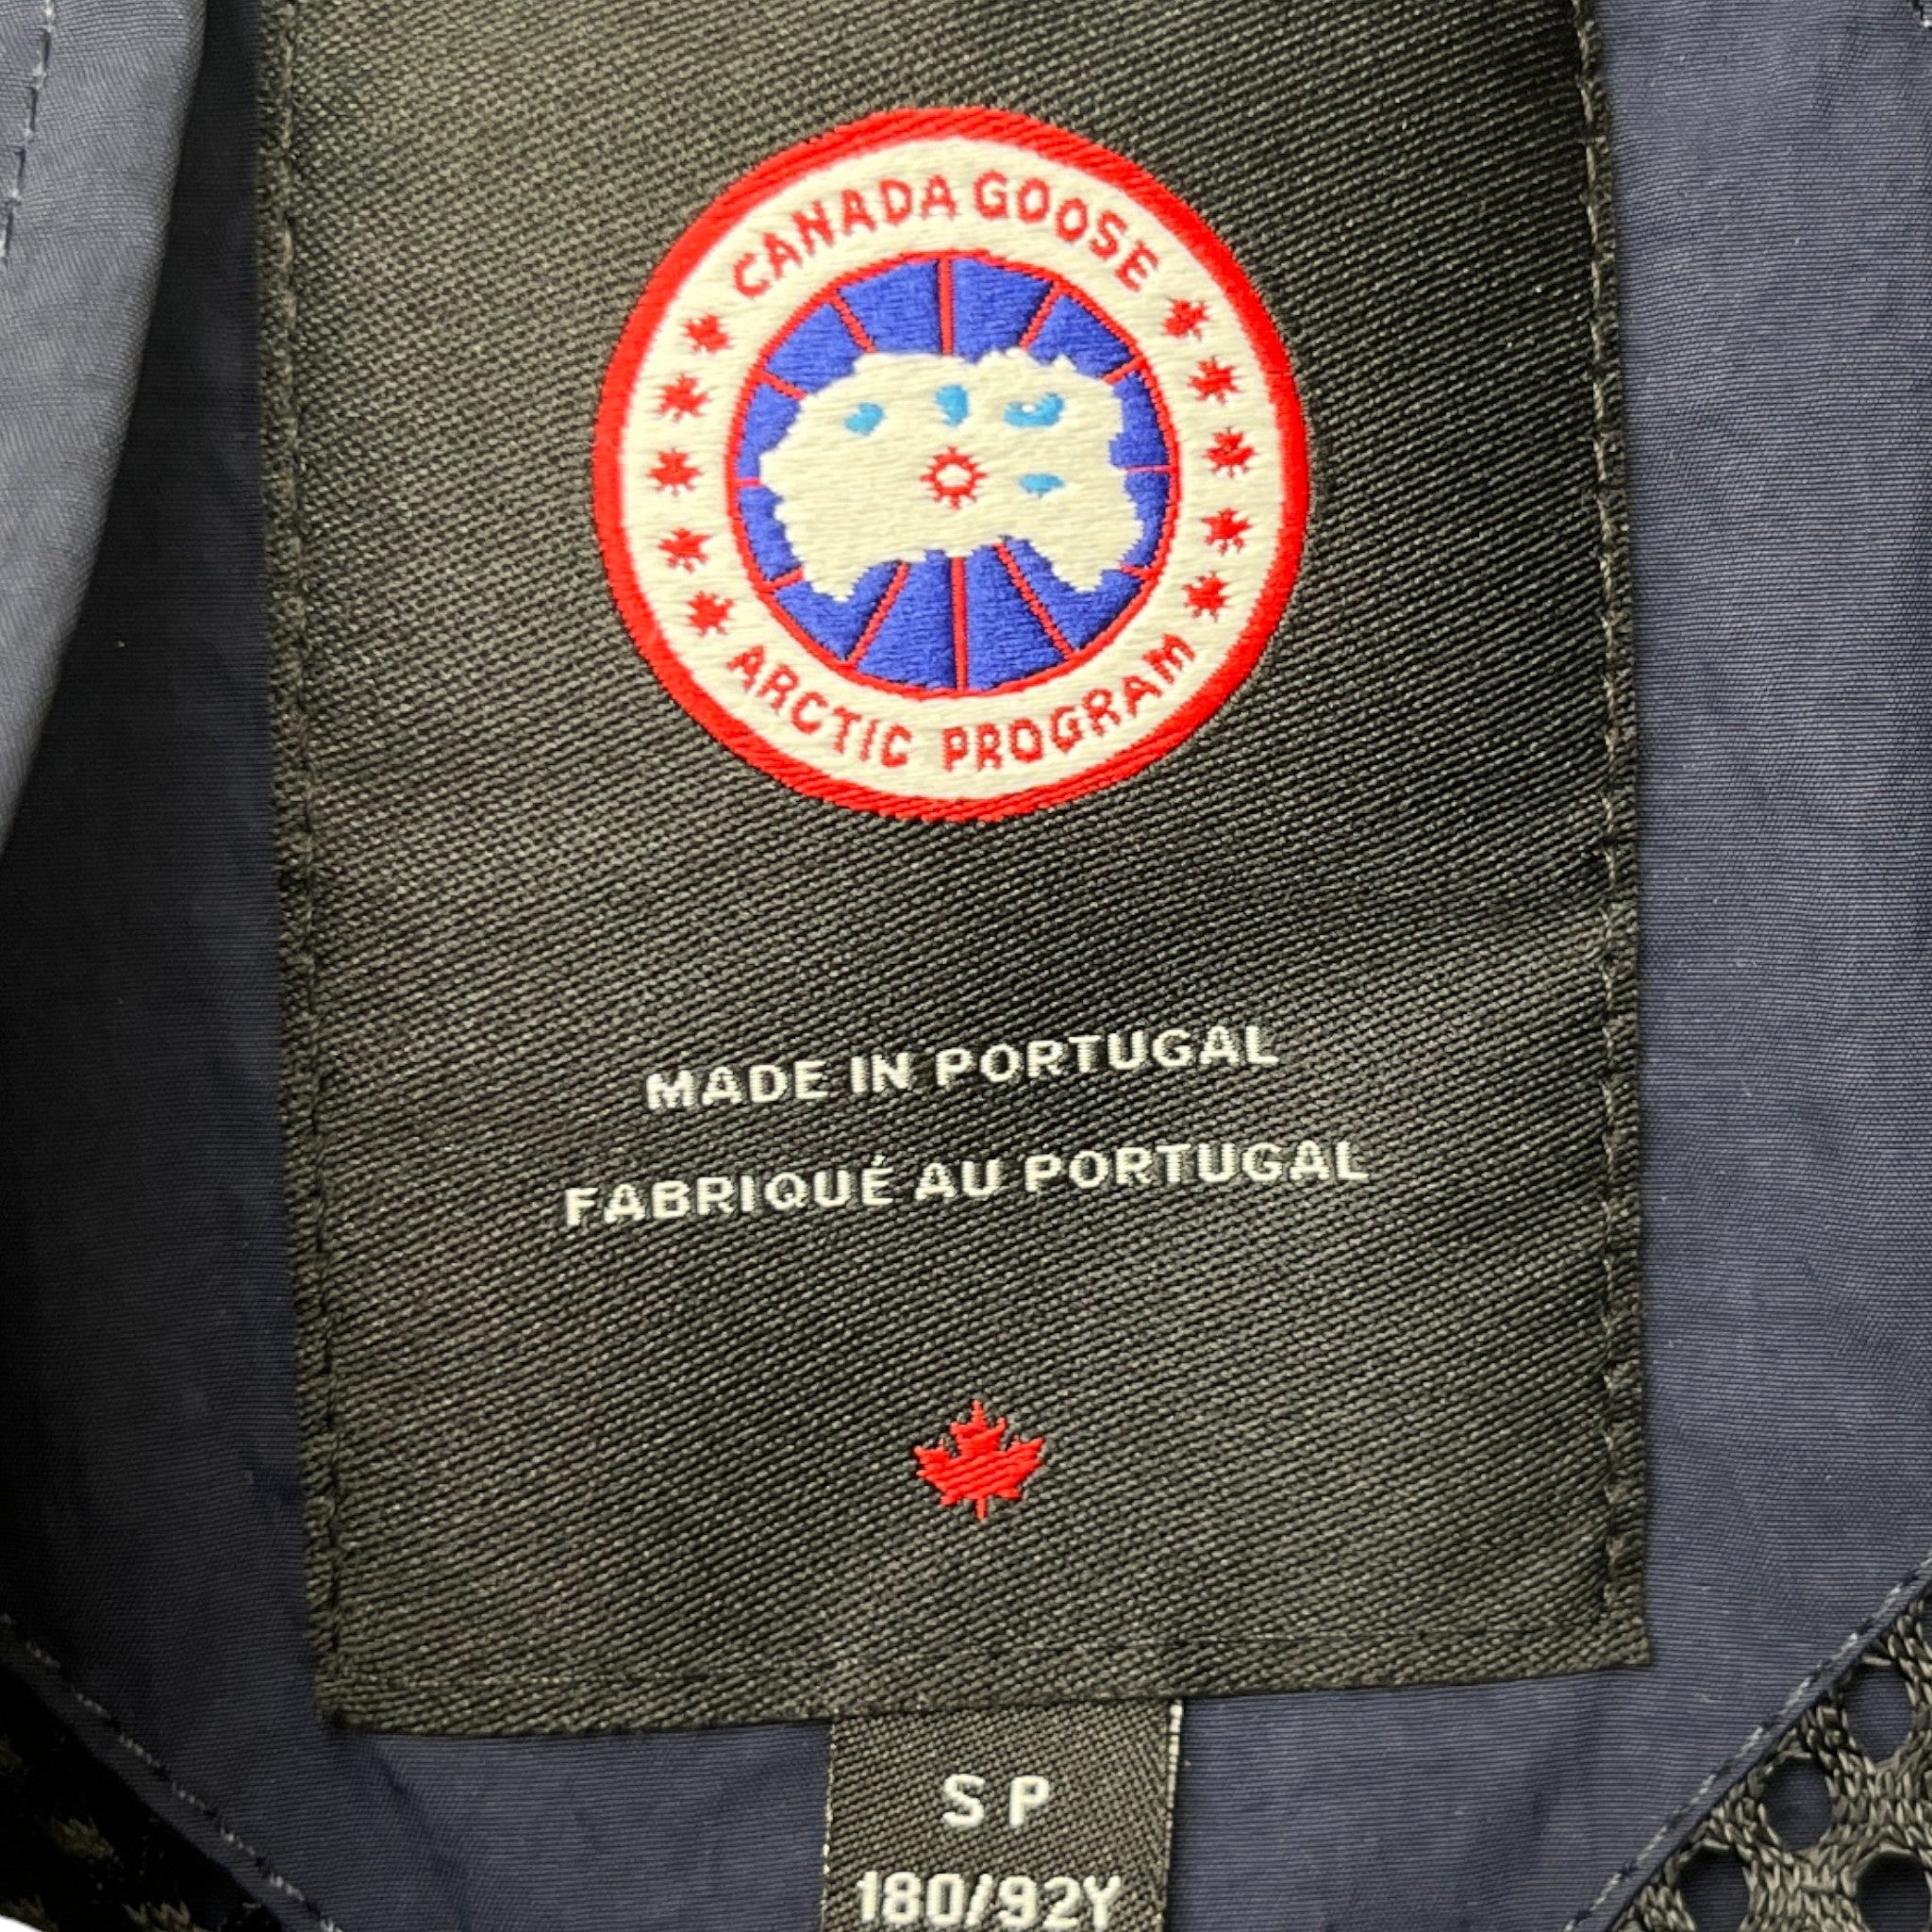 CANADA GOOSE
ARCTIC PROGRAM
MADE IN PORTUGAL
FABRIQUÉ AU PORTUGAL
S P
180/92Y